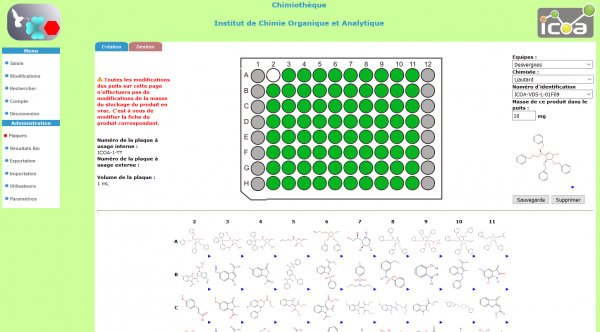 Chimiothèque
Institut de Chimie Organique et Analytique
icoa
Menu
Saisie
Modifications
Rechercher
Compte
Déconnexion
Administration
Plaques
Résultats Bio
Exportation
Importation
Utilisateurs
Paramètres
Création
Gestion
Toutes les modifications
des puits sur cette page
n'effectuera pas de
modifications de la masse
du stockage du produit en
vrac. C'est à vous de
modifier la fiche du
produit correspondant.
Numéro de la plaque à
usage interne :
ICOA-1-TT
Numéro de la plaque à
usage externe :
Volume de la plaque :
1 mL
1 2 3 4 5 6 7 8 9 10 11 12
A
B
C
D
E
F
G
H
Equipes :
Desvergnes
Chimiste :
Liautard
Numéro d'identification
ICOA-VDS-L-01F09
Masse de ce produit dans le
puits :
10 mg
Sauvegarde
Supprimer
2 3 4 5 6 7 8 9 10 11
A
B
C